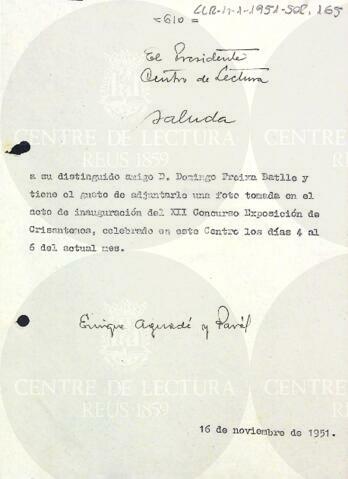 CLR-11-1-1951-SOR.165
=610=
El Presidente
Centro de Lectura
Saluda
a su distinguido amigo D. Domingo Freixa Batlle y
tiene el gusto de adjuntarle una foto tomada en el
acto de inauguración del XII Concurso Exposición de
Crisantemos, celebrado en este Centro los días 4 al
6 del actual mes.
Enrique Aguadé y Parés
16 de noviembre de 1951.
CENTRE DE LECTURA
REUS 1859
CENTRE DE LECTURA
REUS 1859